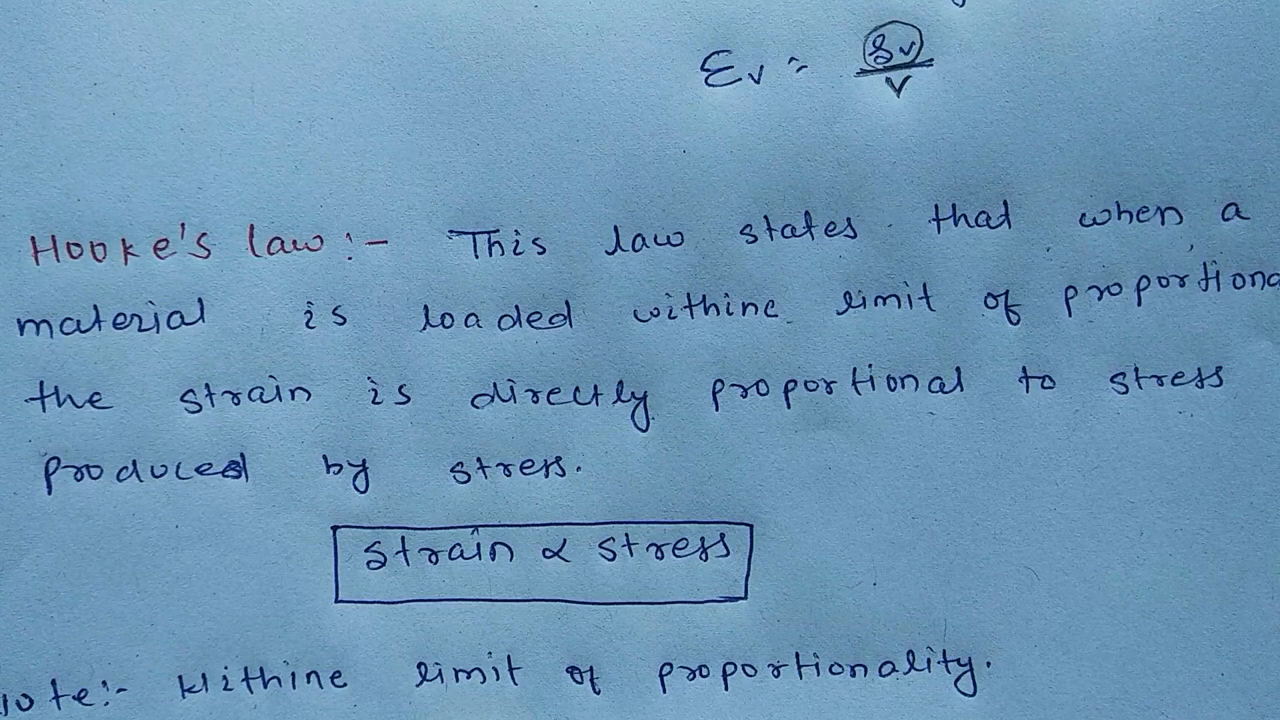 Ev = δv/v
Hooke's law :- This law states that when a
material is loaded withine limit of proportiona
the strain is directly proportional to stress
produced by stress.
strain ∝ stress
Note:- Withine limit of proportionality.